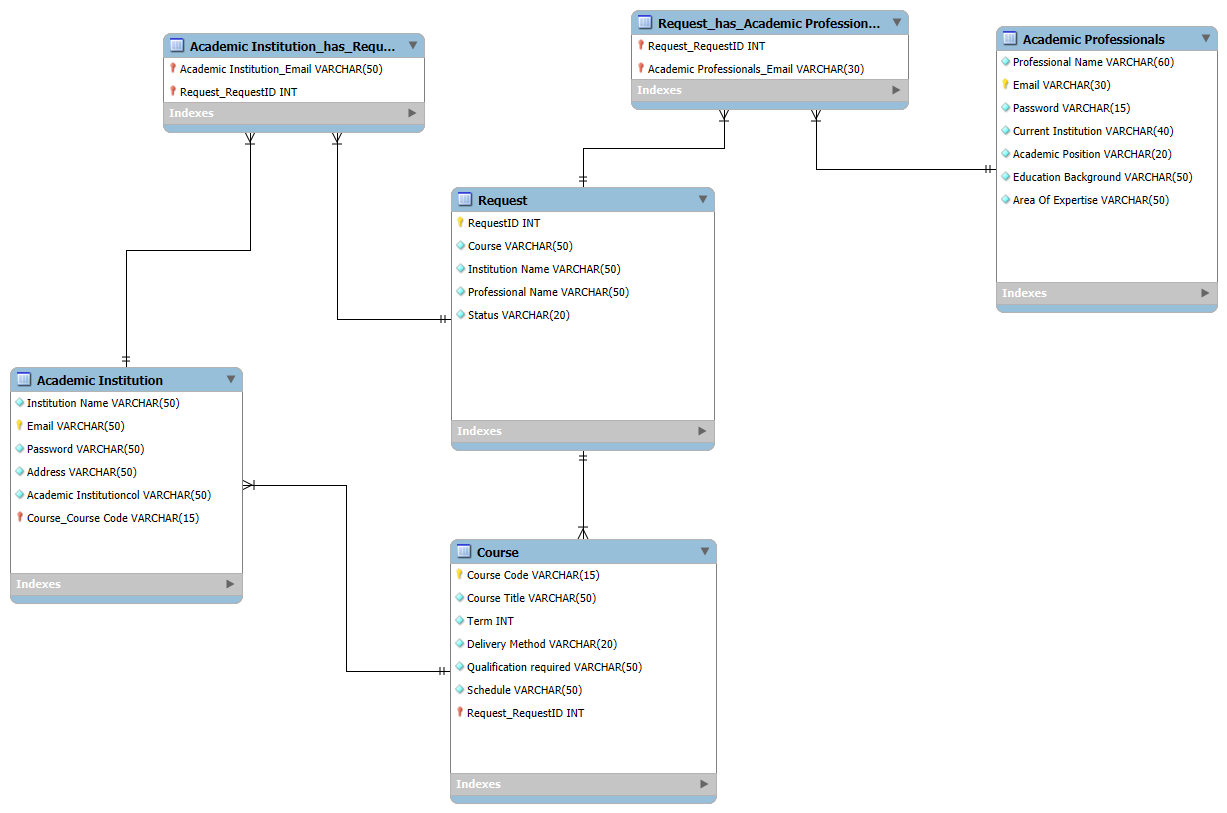 Academic Institution_has_Requ...
Academic Institution_Email VARCHAR(50)
Request_RequestID INT
Indexes
Request_has_Academic Profession...
Request_RequestID INT
Academic Professionals_Email VARCHAR(30)
Indexes
Academic Professionals
Professional Name VARCHAR(60)
Email VARCHAR(30)
Password VARCHAR(15)
Current Institution VARCHAR(40)
Academic Position VARCHAR(20)
Education Background VARCHAR(50)
Area Of Expertise VARCHAR(50)
Indexes
Request
RequestID INT
Course VARCHAR(50)
Institution Name VARCHAR(50)
Professional Name VARCHAR(50)
Status VARCHAR(20)
Indexes
Academic Institution
Institution Name VARCHAR(50)
Email VARCHAR(50)
Password VARCHAR(50)
Address VARCHAR(50)
Academic Institutioncol VARCHAR(50)
Course_Course Code VARCHAR(15)
Indexes
Course
Course Code VARCHAR(15)
Course Title VARCHAR(50)
Term INT
Delivery Method VARCHAR(20)
Qualification required VARCHAR(50)
Schedule VARCHAR(50)
Request_RequestID INT
Indexes